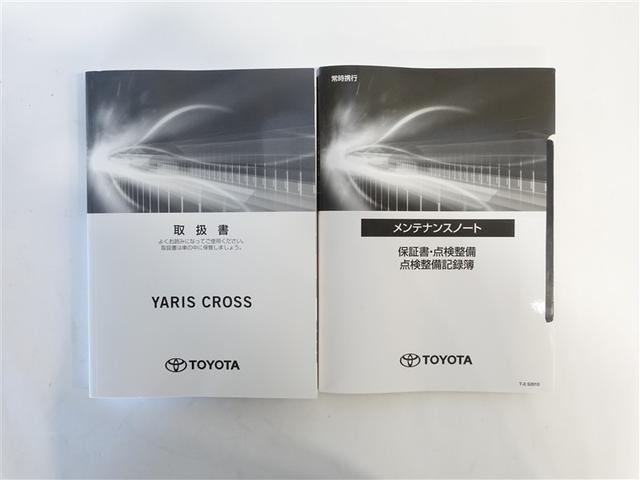 取扱書
よくお読みになってご使用ください。
取扱書は車の中に保管しましょう。
YARIS CROSS
TOYOTA
常時携行
メンテナンスノート
保証書・点検整備
点検整備記録簿
TOYOTA